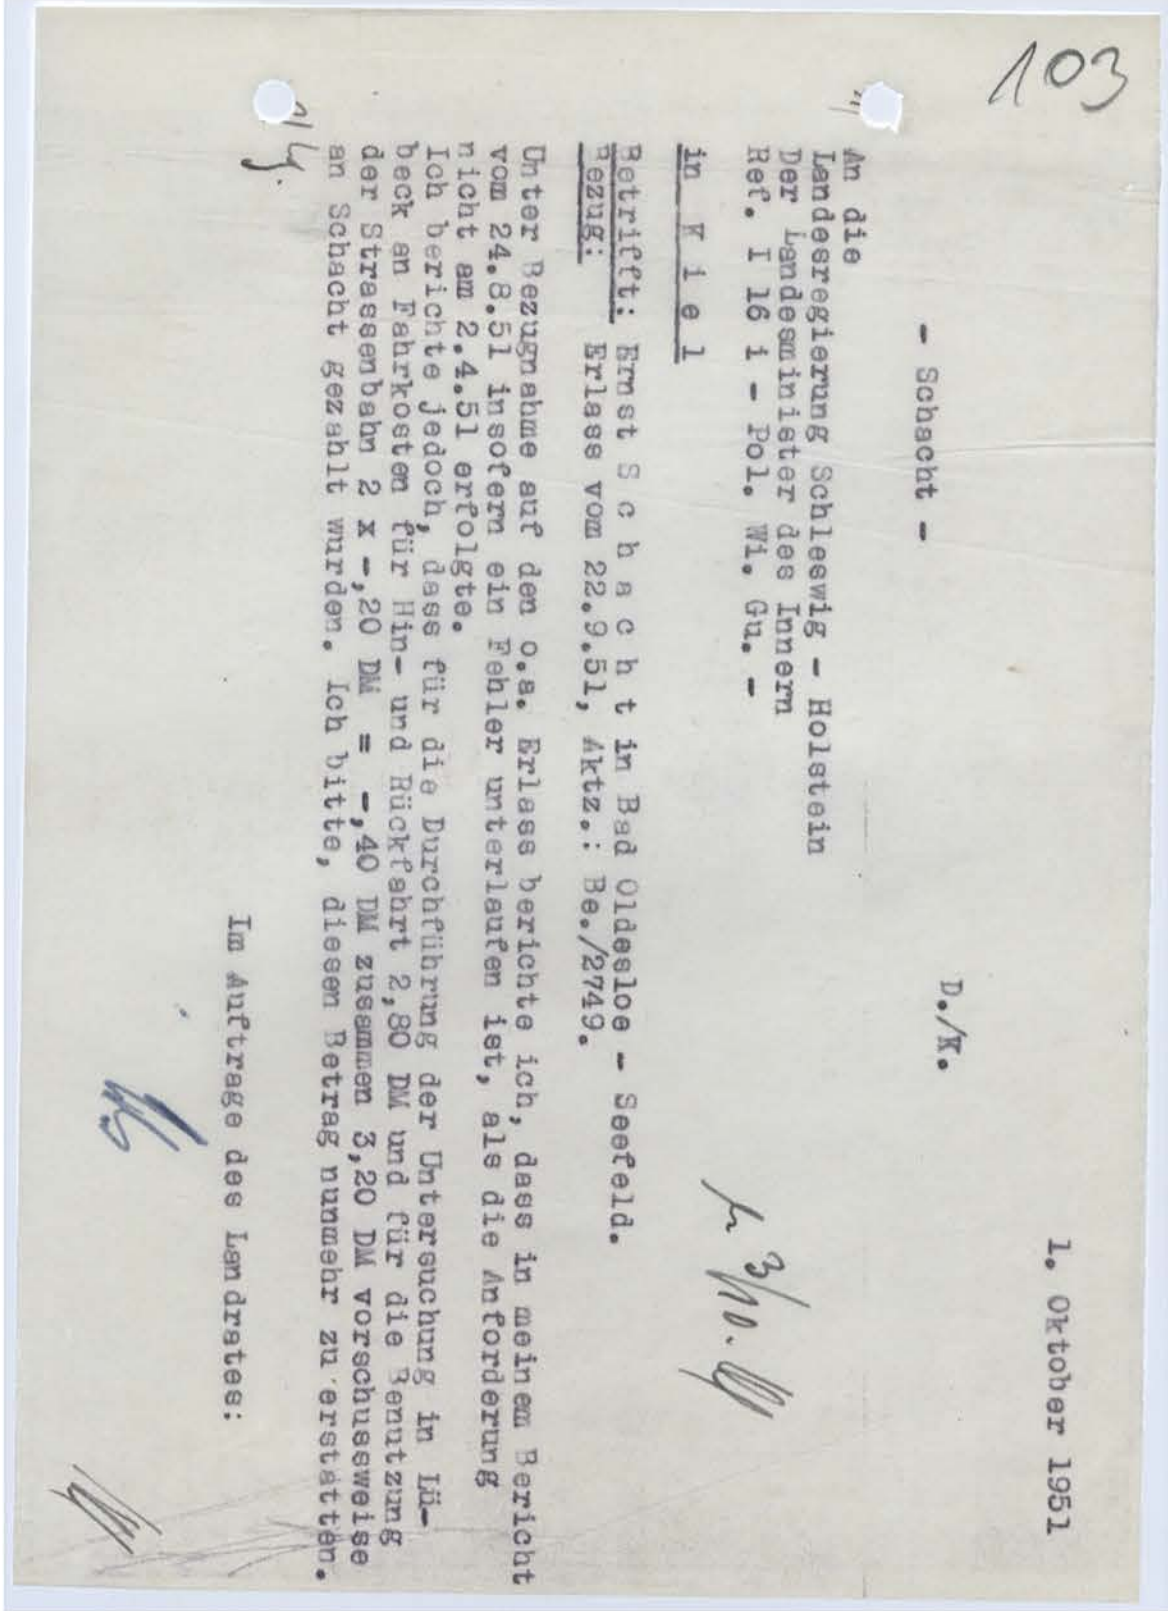 103
1. Oktober 1951
- Schacht -
D./K.
An die
Landesregierung Schleswig - Holstein
Der Landesminister des Innern
Ref. I 16 i - Pol. Wi. Gu. -
in K i e l
3/10.
Betrifft: Ernst S c h a c h t in Bad Oldesloe - Seefeld.
Bezug: Erlass vom 22.9.51, Aktz.: Be./2749.
Unter Bezugnahme auf den o.a. Erlass berichte ich, dass in meinem Bericht
vom 24.8.51 insofern ein Fehler unterlaufen ist, als die Anforderung
nicht am 2.4.51 erfolgte.
Ich berichte jedoch, dass für die Durchführung der Untersuchung in Lü-
beck an Fahrkosten für Hin- und Rückfahrt 2,80 DM und für die Benutzung
der Strassenbahn 2 x -,20 DM = -,40 DM zusammen 3,20 DM vorschussweise
an Schacht gezahlt wurden. Ich bitte, diesen Betrag nunmehr zu erstatten.
Im Auftrage des Landrates: